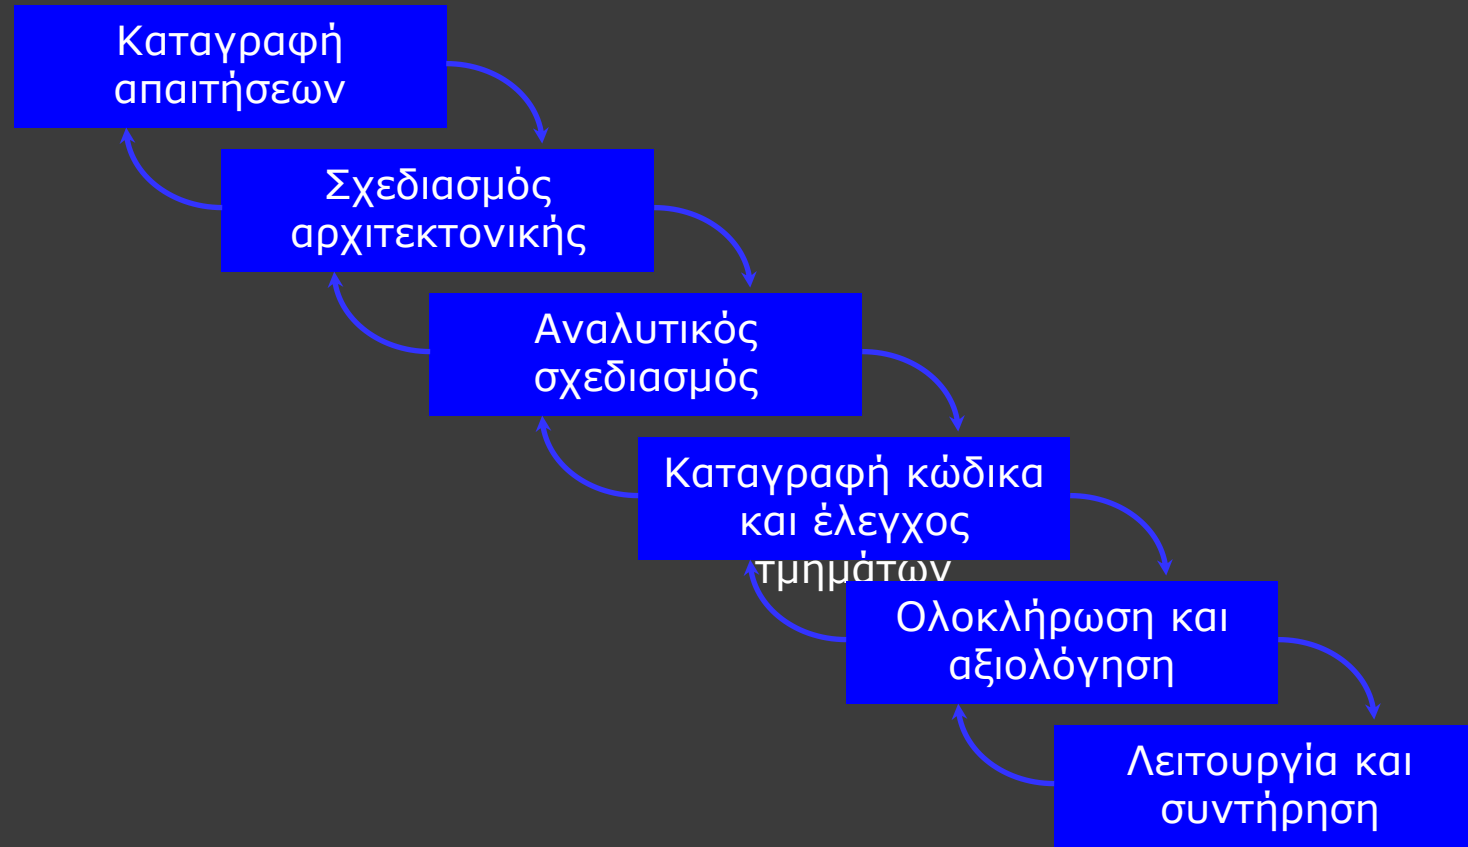 Καταγραφή
απαιτήσεων
Σχεδιασμός
αρχιτεκτονικής
Αναλυτικός
σχεδιασμός
Καταγραφή κώδικα
και έλεγχος
τμημάτων
Ολοκλήρωση και
αξιολόγηση
Λειτουργία και
συντήρηση